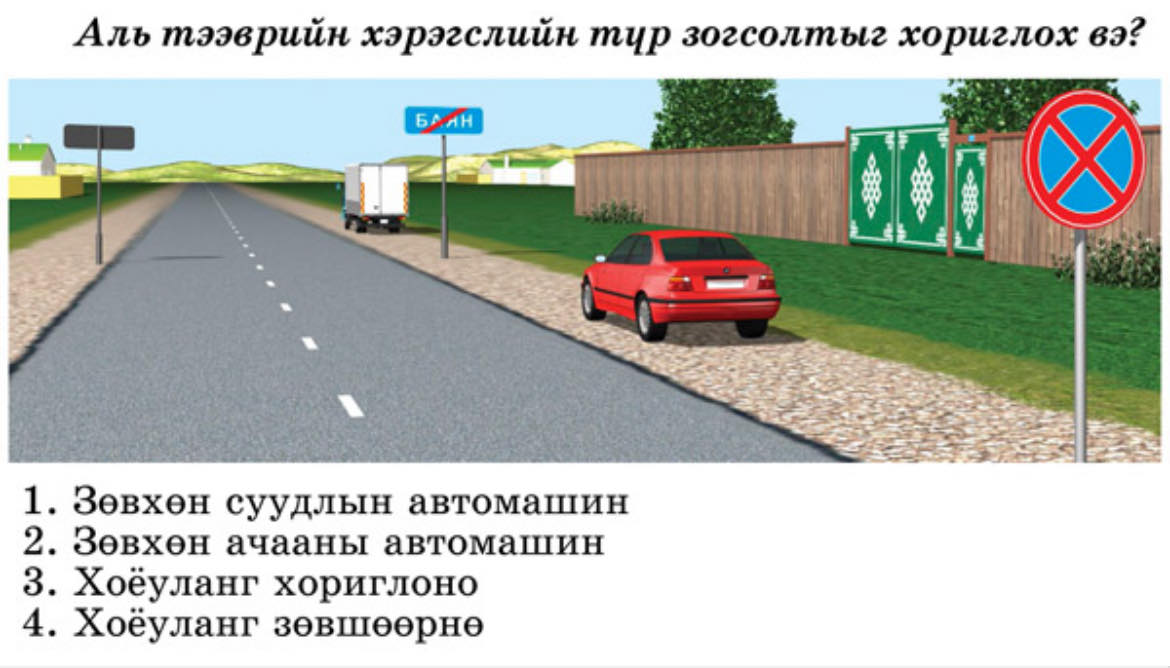 Аль тээврийн хэрэгслийн түр зогсолтыг хориглох вэ?
БАЯН
1. Зөвхөн суудлын автомашин
2. Зөвхөн ачааны автомашин
3. Хоёуланг хориглоно
4. Хоёуланг зөвшөөрнө